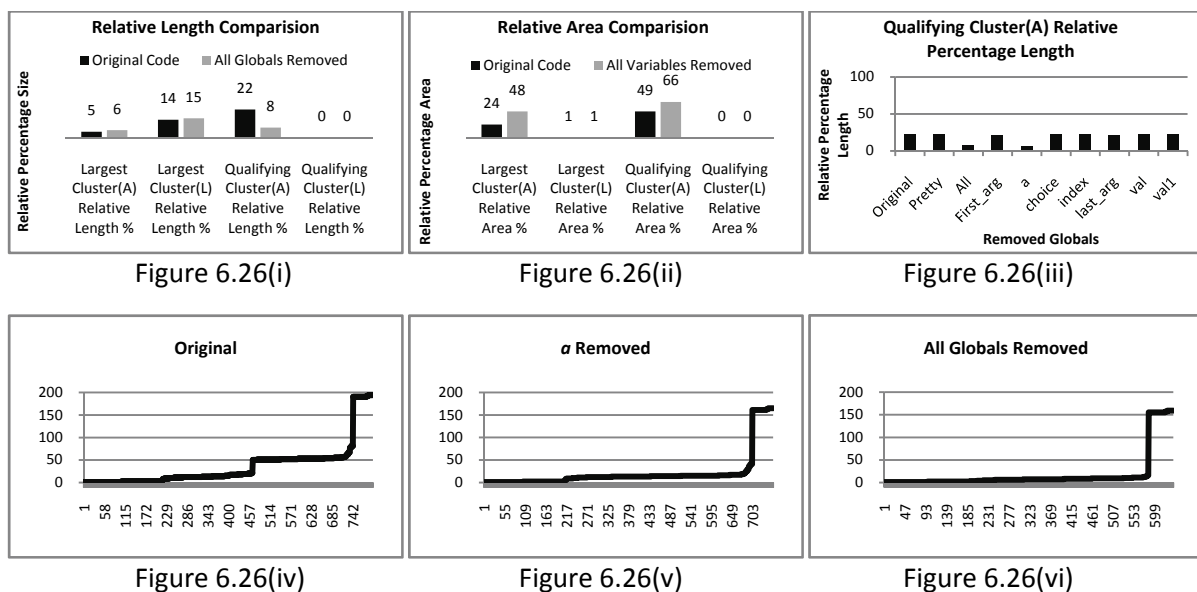 Relative Length Comparision
Relative Percentage Size
Original Code
All Globals Removed
5
6
14
15
22
8
0
0
Largest
Cluster(A)
Relative
Length %
Largest
Cluster(L)
Relative
Length %
Qualifying
Cluster(A)
Relative
Length %
Qualifying
Cluster(L)
Relative
Length %
Figure 6.26(i)
Relative Area Comparision
Relative Percentage Area
Original Code
All Variables Removed
24
48
1
1
49
66
0
0
Largest
Cluster(A)
Relative
Area %
Largest
Cluster(L)
Relative
Area %
Qualifying
Cluster(A)
Relative
Area %
Qualifying
Cluster(L)
Relative
Area %
Figure 6.26(ii)
Qualifying Cluster(A) Relative
Percentage Length
Relative Percentage
Length
100
50
0
Original
Pretty
All
First_arg
a
choice
index
last_arg
val
val1
Removed Globals
Figure 6.26(iii)
Original
200
150
100
50
0
1
58
115
172
229
286
343
400
457
514
571
628
685
742
Figure 6.26(iv)
a Removed
200
150
100
50
0
1
55
109
163
217
271
325
379
433
487
541
595
649
703
Figure 6.26(v)
All Globals Removed
200
150
100
50
0
1
47
93
139
185
231
277
323
369
415
461
507
553
599
Figure 6.26(vi)